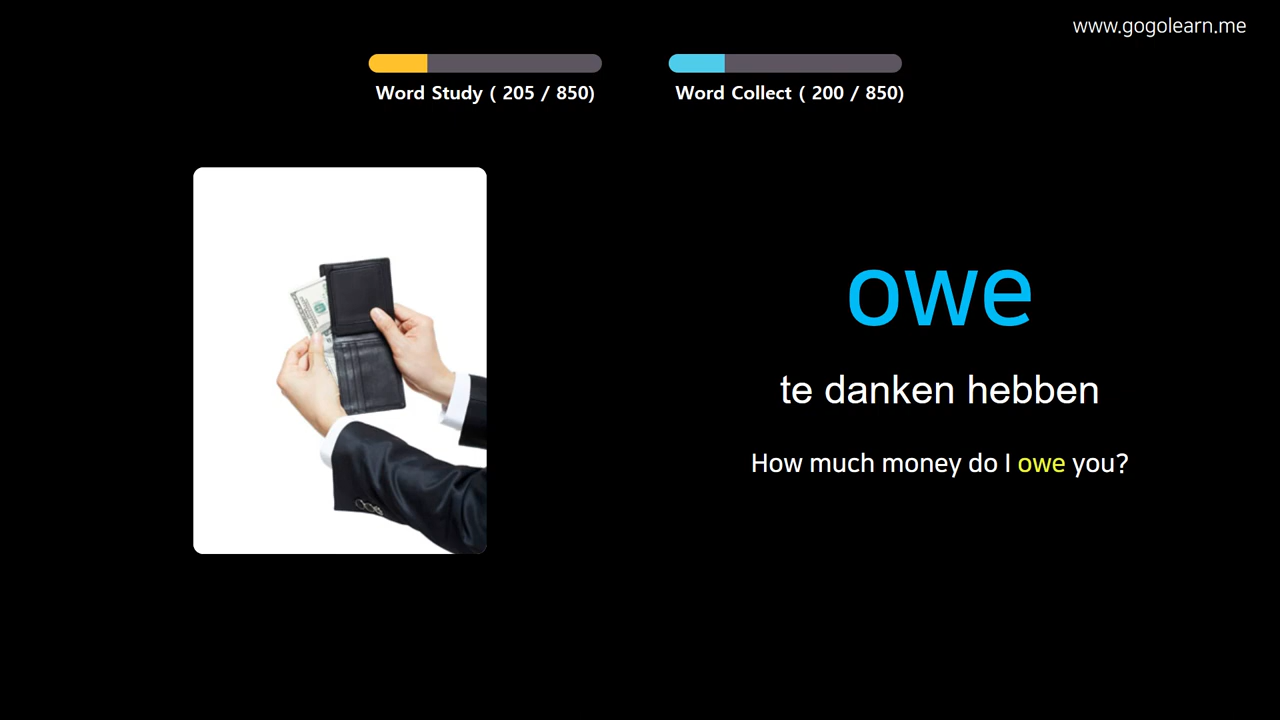 www.gogolearn.me
Word Study ( 205 / 850)
Word Collect ( 200 / 850)
owe
te danken hebben
How much money do I owe you?